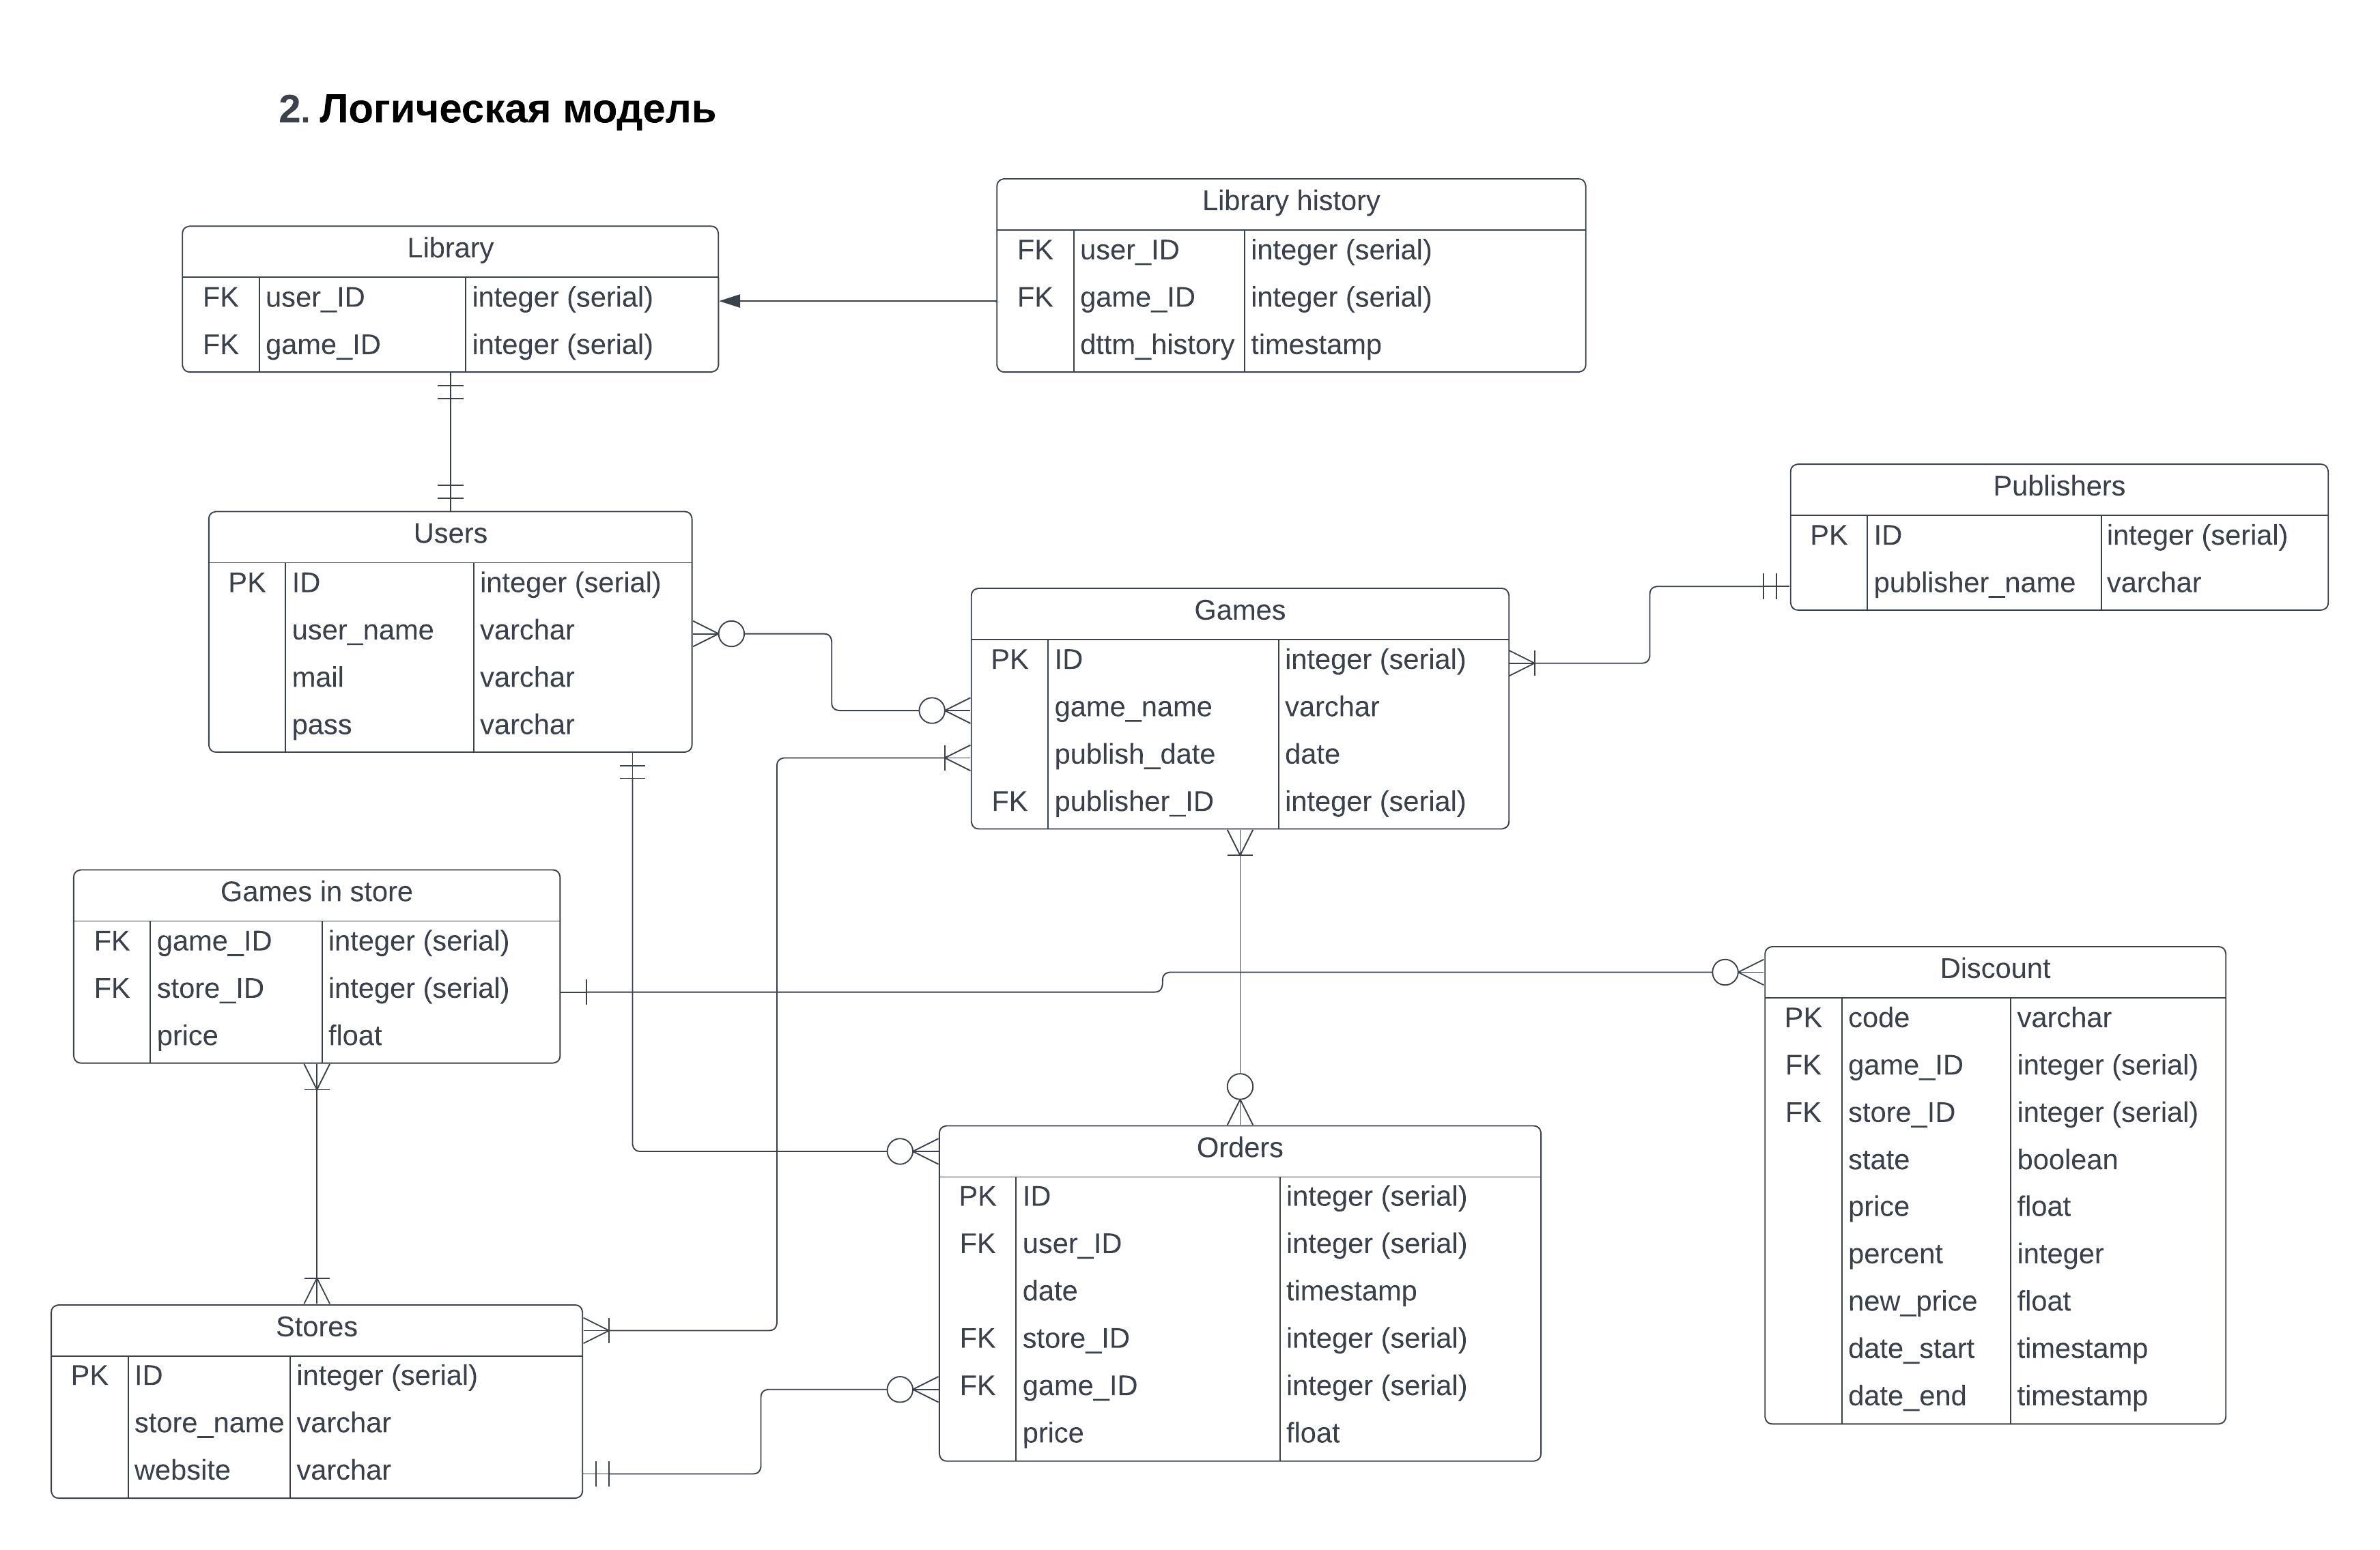 2. Логическая модель
Library history
FK user_ID integer (serial)
FK game_ID integer (serial)
dttm_history timestamp
Library
FK user_ID integer (serial)
FK game_ID integer (serial)
Publishers
PK ID integer (serial)
publisher_name varchar
Users
PK ID integer (serial)
user_name varchar
mail varchar
pass varchar
Games
PK ID integer (serial)
game_name varchar
publish_date date
FK publisher_ID integer (serial)
Games in store
FK game_ID integer (serial)
FK store_ID integer (serial)
price float
Discount
PK code varchar
FK game_ID integer (serial)
FK store_ID integer (serial)
state boolean
price float
percent integer
new_price float
date_start timestamp
date_end timestamp
Orders
PK ID integer (serial)
FK user_ID integer (serial)
date timestamp
FK store_ID integer (serial)
FK game_ID integer (serial)
price float
Stores
PK ID integer (serial)
store_name varchar
website varchar